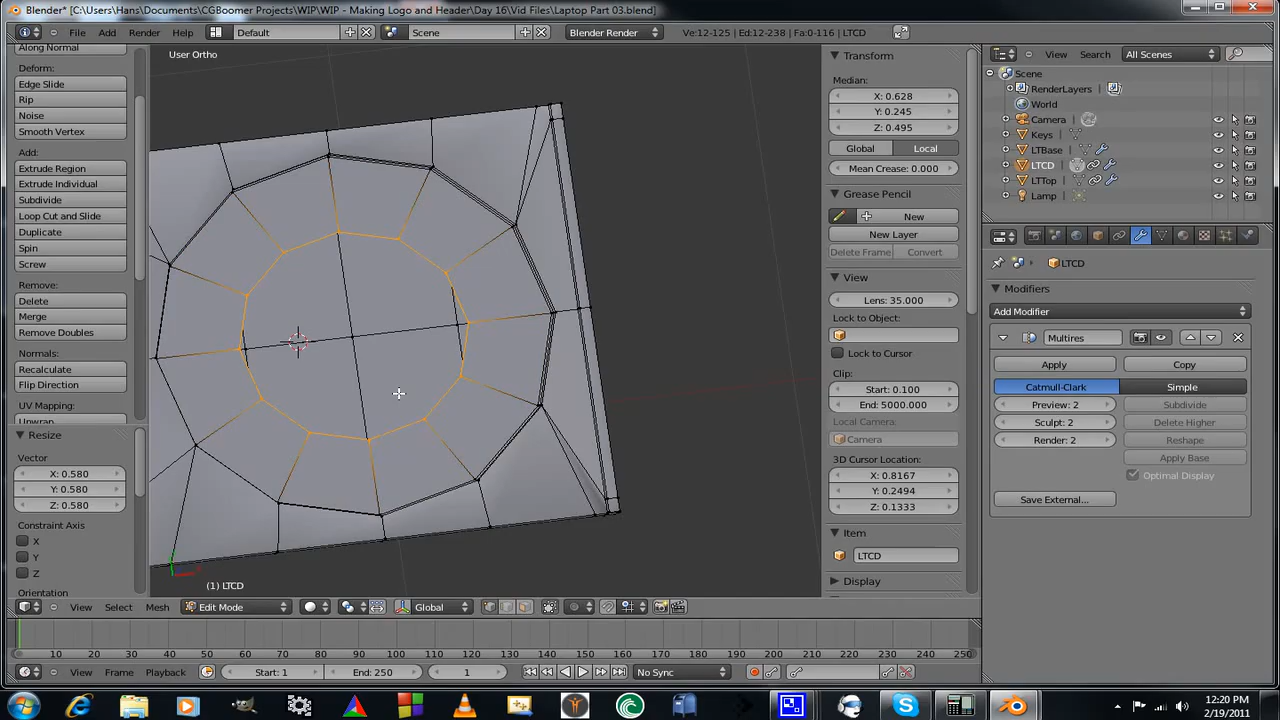 Blender* [C:\Users\Hans\Documents\CGBoomer Projects\WIP\WIP - Making Logo and Header\Day 16\Vid Files\Laptop Part 03.blend]
File Add Render Help Default Scene Blender Render Ve:12-125 | Ed:12-238 | Fa:0-116 | LTCD
View Search All Scenes
Along Normal
Deform:
Edge Slide
Rip
Noise
Smooth Vertex
Add:
Extrude Region
Extrude Individual
Subdivide
Loop Cut and Slide
Duplicate
Spin
Screw
Remove:
Delete
Merge
Remove Doubles
Normals:
Recalculate
Flip Direction
UV Mapping:
Unwrap
Resize
Vector
X: 0.580
Y: 0.580
Z: 0.580
Constraint Axis
X
Y
Z
Orientation
User Ortho
(1) LTCD
Transform
Median:
X: 0.628
Y: 0.245
Z: 0.495
Global Local
Mean Crease: 0.000
Grease Pencil
New
New Layer
Delete Frame Convert
View
Lens: 35.000
Lock to Object:
Lock to Cursor
Clip:
Start: 0.100
End: 5000.000
Local Camera:
Camera
3D Cursor Location:
X: 0.8167
Y: 0.2494
Z: 0.1333
Item
LTCD
Display
Scene
RenderLayers
World
Camera
Keys
LTBase
LTCD
LTTop
Lamp
LTCD
Modifiers
Add Modifier
Multires
Apply Copy
Catmull-Clark Simple
Preview: 2 Subdivide
Sculpt: 2 Delete Higher
Render: 2 Reshape
Apply Base
Optimal Display
Save External...
View Select Mesh Edit Mode Global
10 20 30 40 50 60 70 80 90 100 110 120 130 140 150 160 170 180 190 200 210 220 230 240 250
View Frame Playback Start: 1 End: 250 1 No Sync
12:20 PM
2/19/2011